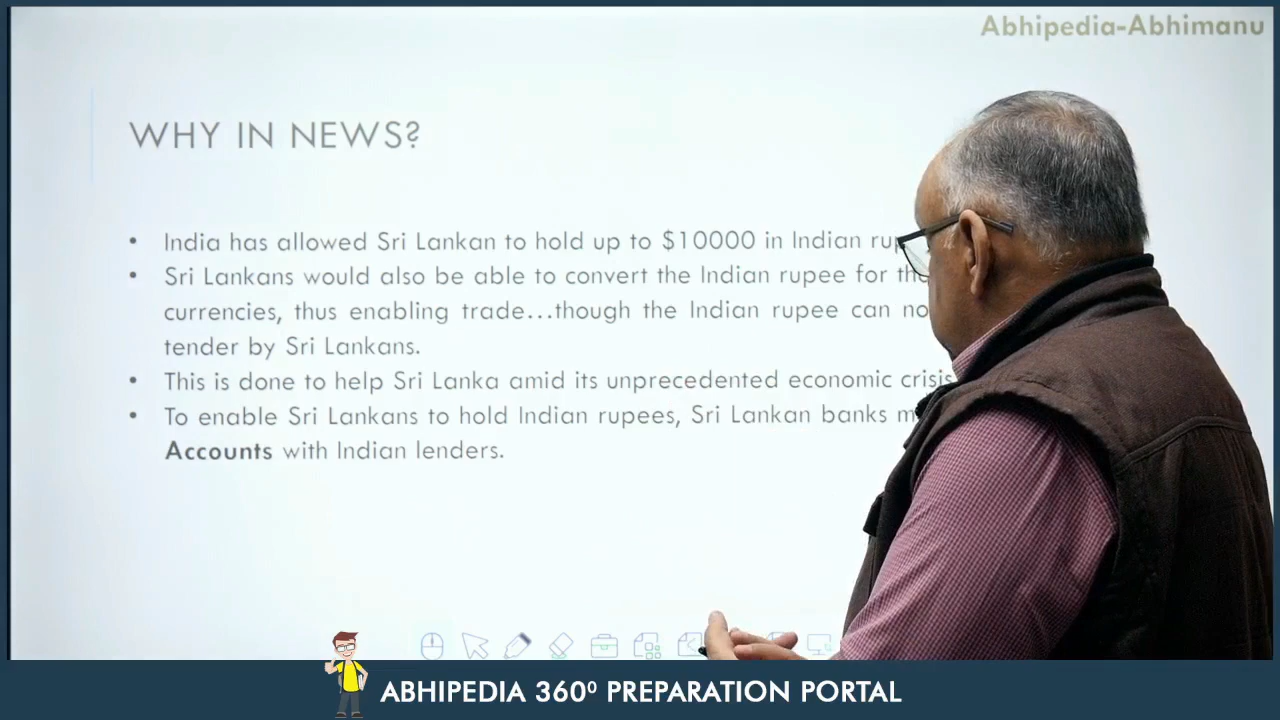 Abhipedia-Abhimanu
WHY IN NEWS?
• India has allowed Sri Lankan to hold up to $10000 in Indian
• Sri Lankans would also be able to convert the Indian rupee for
currencies, thus enabling trade...though the Indian rupee can
tender by Sri Lankans.
• This is done to help Sri Lanka amid its unprecedented economic crisis
• To enable Sri Lankans to hold Indian rupees, Sri Lankan banks
Accounts with Indian lenders.
ABHIPEDIA 360⁰ PREPARATION PORTAL